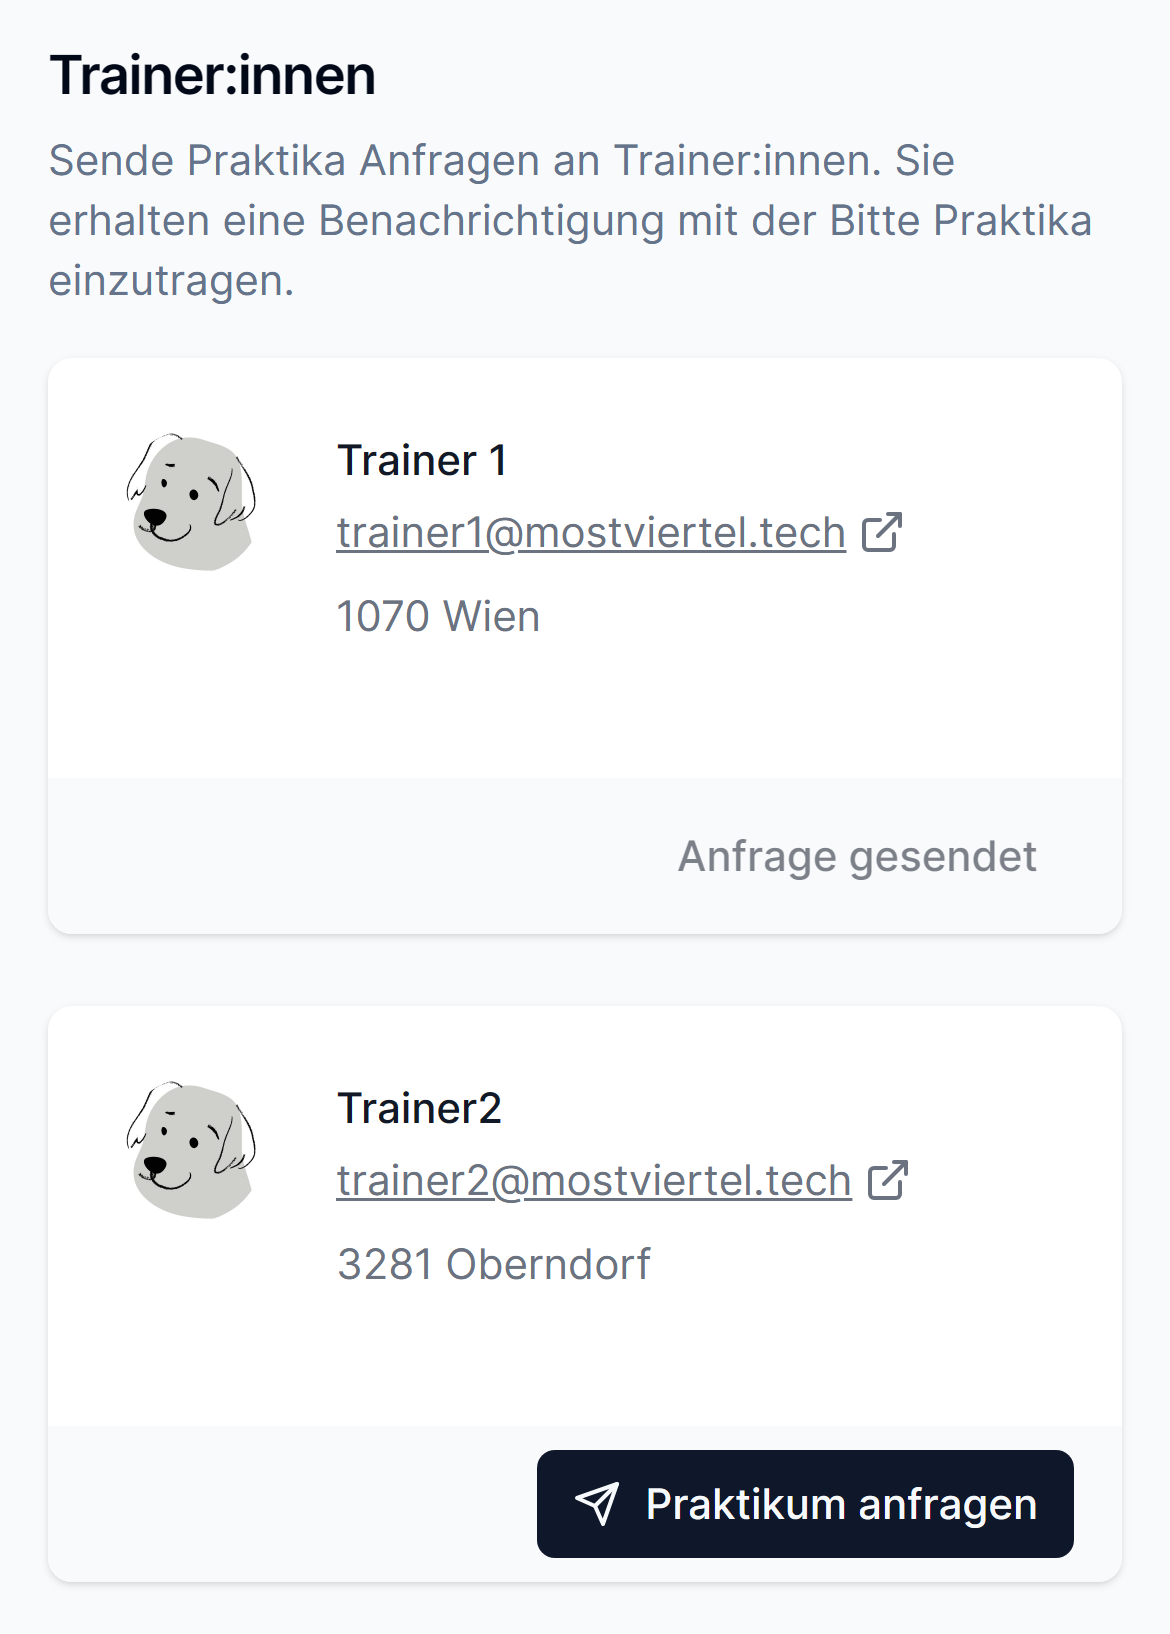 Trainer:innen
Sende Praktika Anfragen an Trainer:innen. Sie
erhalten eine Benachrichtigung mit der Bitte Praktika
einzutragen.
Trainer 1
trainer1@mostviertel.tech
1070 Wien
Anfrage gesendet
Trainer2
trainer2@mostviertel.tech
3281 Oberndorf
Praktikum anfragen